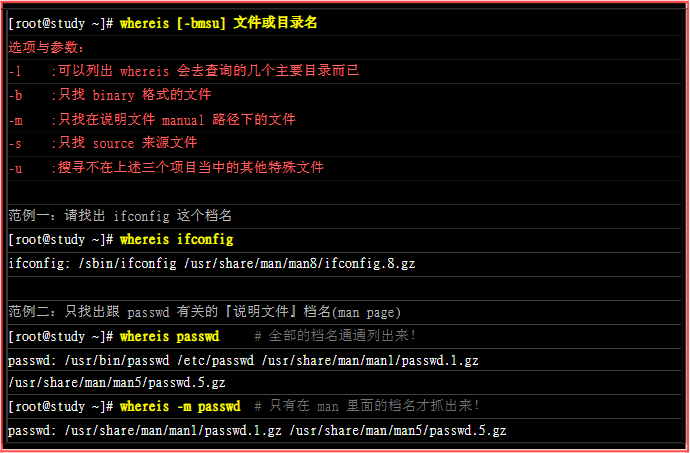 [root@study ~]# whereis [-bmsu] 文件或目录名
选项与参数：
-l    :可以列出 whereis 会去查询的几个主要目录而已
-b    :只找 binary 格式的文件
-m    :只找在说明文件 manual 路径下的文件
-s    :只找 source 来源文件
-u    :搜寻不在上述三个项目当中的其他特殊文件
范例一：请找出 ifconfig 这个档名
[root@study ~]# whereis ifconfig
ifconfig: /sbin/ifconfig /usr/share/man/man8/ifconfig.8.gz
范例二：只找出跟 passwd 有关的『说明文件』档名(man page)
[root@study ~]# whereis passwd     # 全部的档名通通列出来！
passwd: /usr/bin/passwd /etc/passwd /usr/share/man/man1/passwd.1.gz
/usr/share/man/man5/passwd.5.gz
[root@study ~]# whereis -m passwd  # 只有在 man 里面的档名才抓出来！
passwd: /usr/share/man/man1/passwd.1.gz /usr/share/man/man5/passwd.5.gz